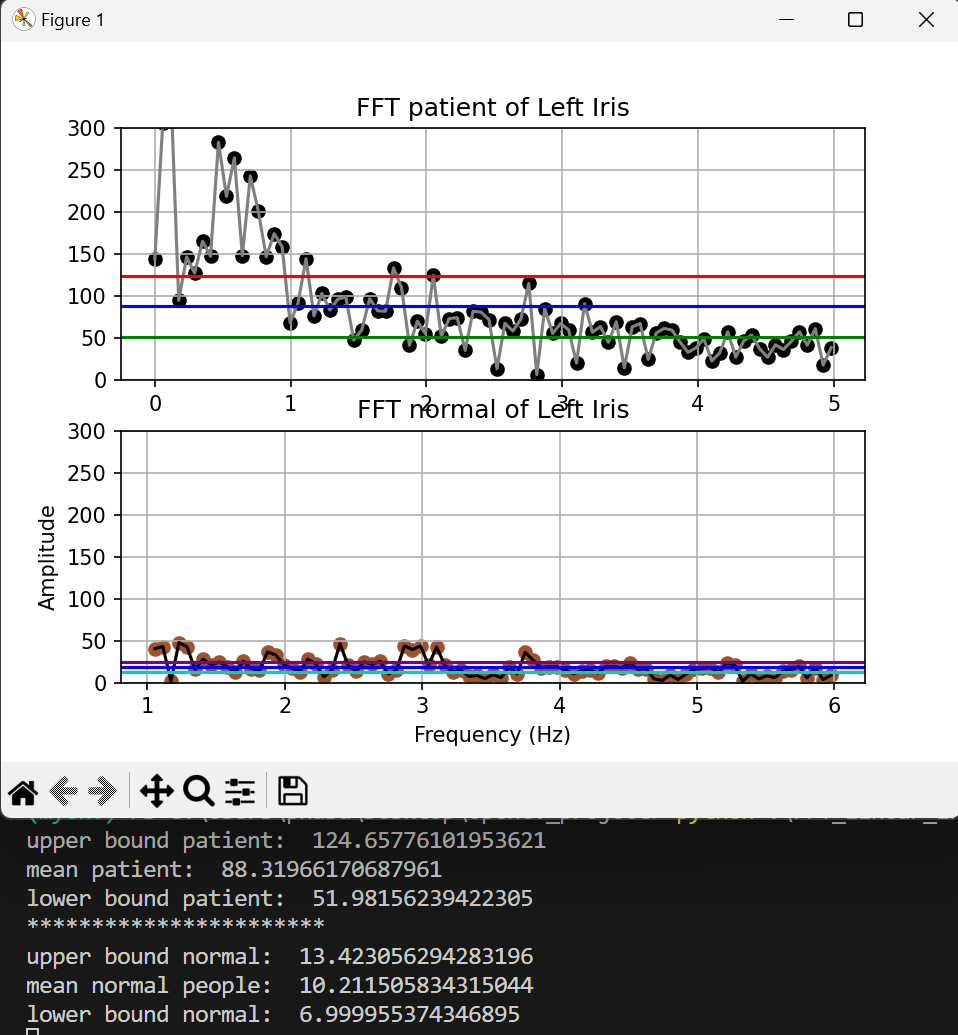 Figure 1
FFT patient of Left Iris
300
250
200
150
100
50
0
0 1 2 3 4 5
FFT normal of Left Iris
300
250
200
150
100
50
0
Amplitude
1 2 3 4 5 6
Frequency (Hz)
upper bound patient:  124.65776101953621
mean patient:  88.31966170687961
lower bound patient:  51.98156239422305
***********************
upper bound normal:  13.423056294283196
mean normal people:  10.211505834315044
lower bound normal:  6.999955374346895